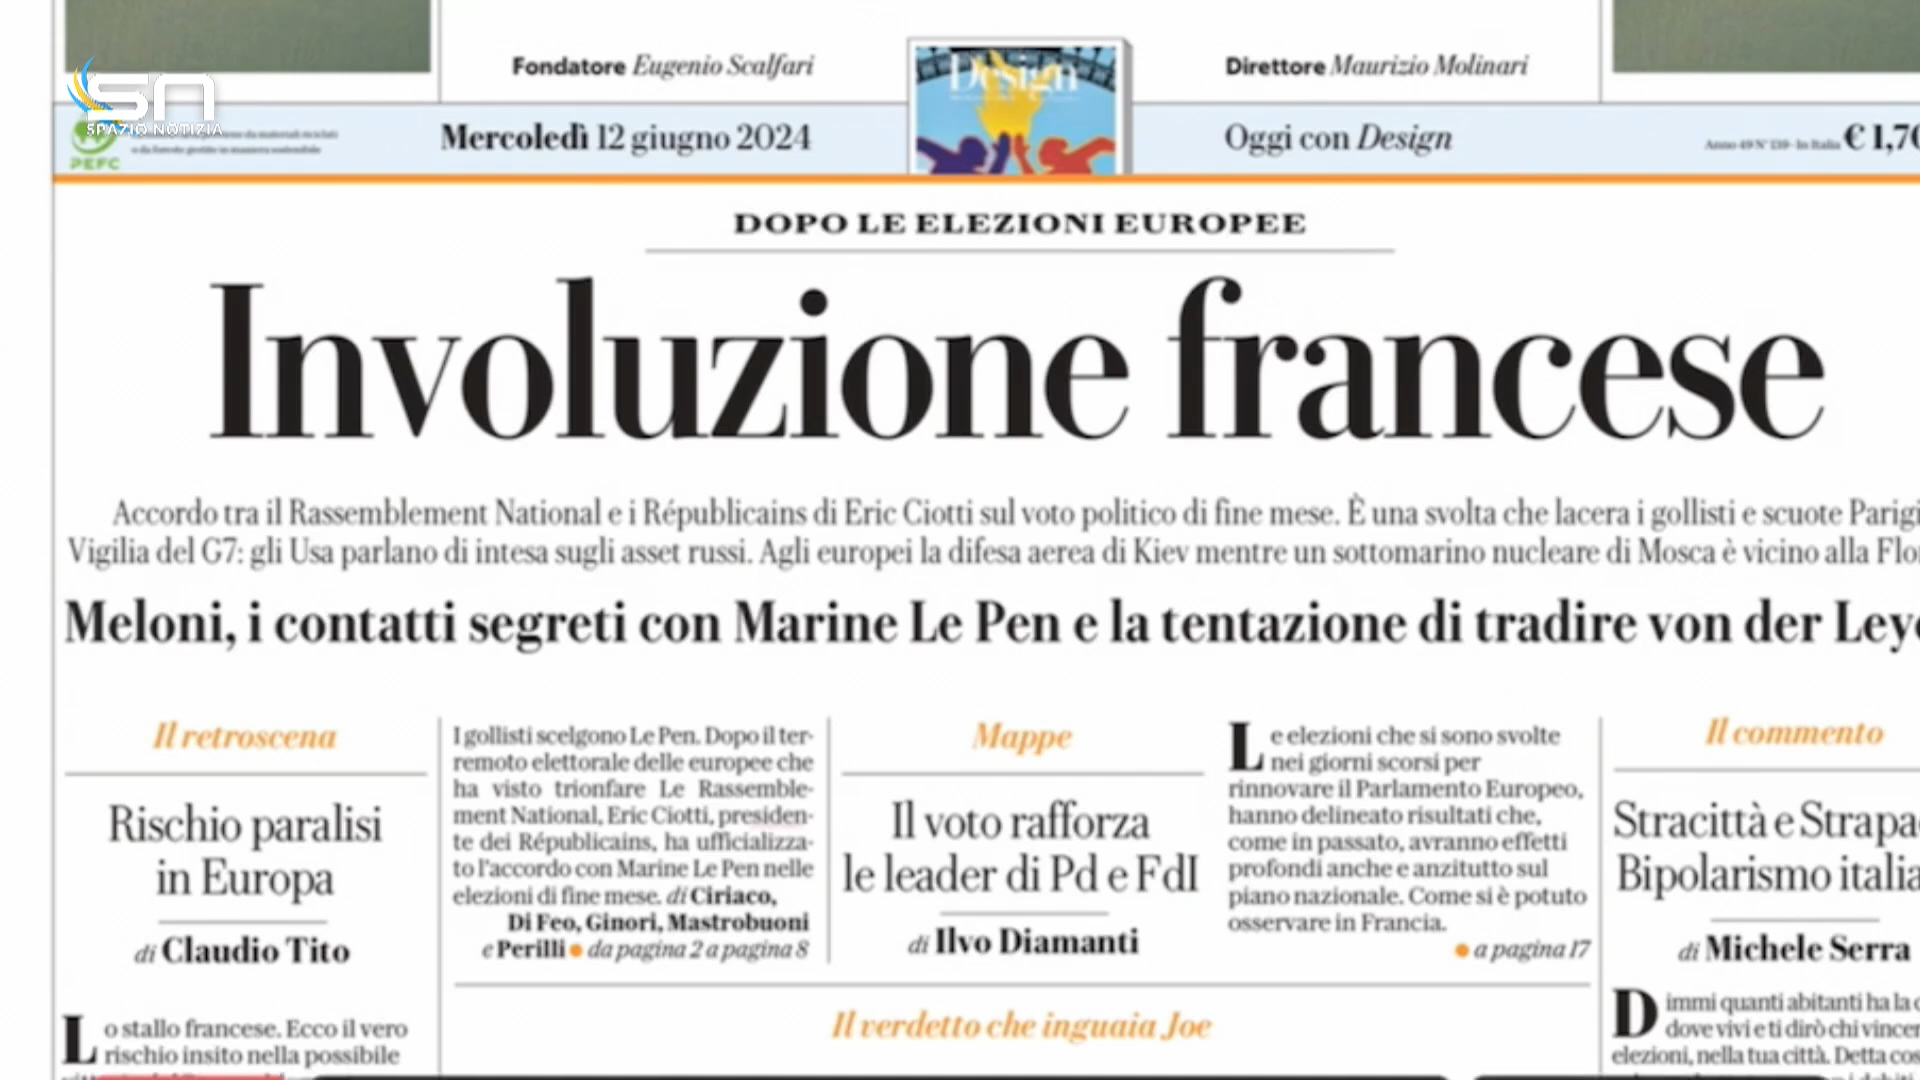 Fondatore Eugenio Scalfari
Design
Direttore Maurizio Molinari
SN
SPAZIO NOTIZIA
PEFC
Mercoledì 12 giugno 2024
Oggi con Design
Anno 49 N° 139 - In Italia € 1,70
DOPO LE ELEZIONI EUROPEE
Involuzione francese
Accordo tra il Rassemblement National e i Républicains di Eric Ciotti sul voto politico di fine mese. È una svolta che lacera i gollisti e scuote Parigi
Vigilia del G7: gli Usa parlano di intesa sugli asset russi. Agli europei la difesa aerea di Kiev mentre un sottomarino nucleare di Mosca è vicino alla Flo
Meloni, i contatti segreti con Marine Le Pen e la tentazione di tradire von der Ley
Il retroscena
Rischio paralisi
in Europa
di Claudio Tito
Lo stallo francese. Ecco il vero
rischio insito nella possibile
I gollisti scelgono Le Pen. Dopo il ter-
remoto elettorale delle europee che
ha visto trionfare Le Rassemble-
ment National, Eric Ciotti, presiden-
te dei Républicains, ha ufficializza-
to l'accordo con Marine Le Pen nelle
elezioni di fine mese. di Ciriaco,
Di Feo, Ginori, Mastrobuoni
e Perilli ● da pagina 2 a pagina 8
Mappe
Il voto rafforza
le leader di Pd e FdI
di Ilvo Diamanti
Le elezioni che si sono svolte
nei giorni scorsi per
rinnovare il Parlamento Europeo,
hanno delineato risultati che,
come in passato, avranno effetti
profondi anche e anzitutto sul
piano nazionale. Come si è potuto
osservare in Francia.
● a pagina 17
Il verdetto che inguaia Joe
Il commento
Stracittà e Strapa
Bipolarismo italia
di Michele Serra
Dimmi quanti abitanti ha la c
dove vivi e ti dirò chi vincer
elezioni, nella tua città. Detta cos